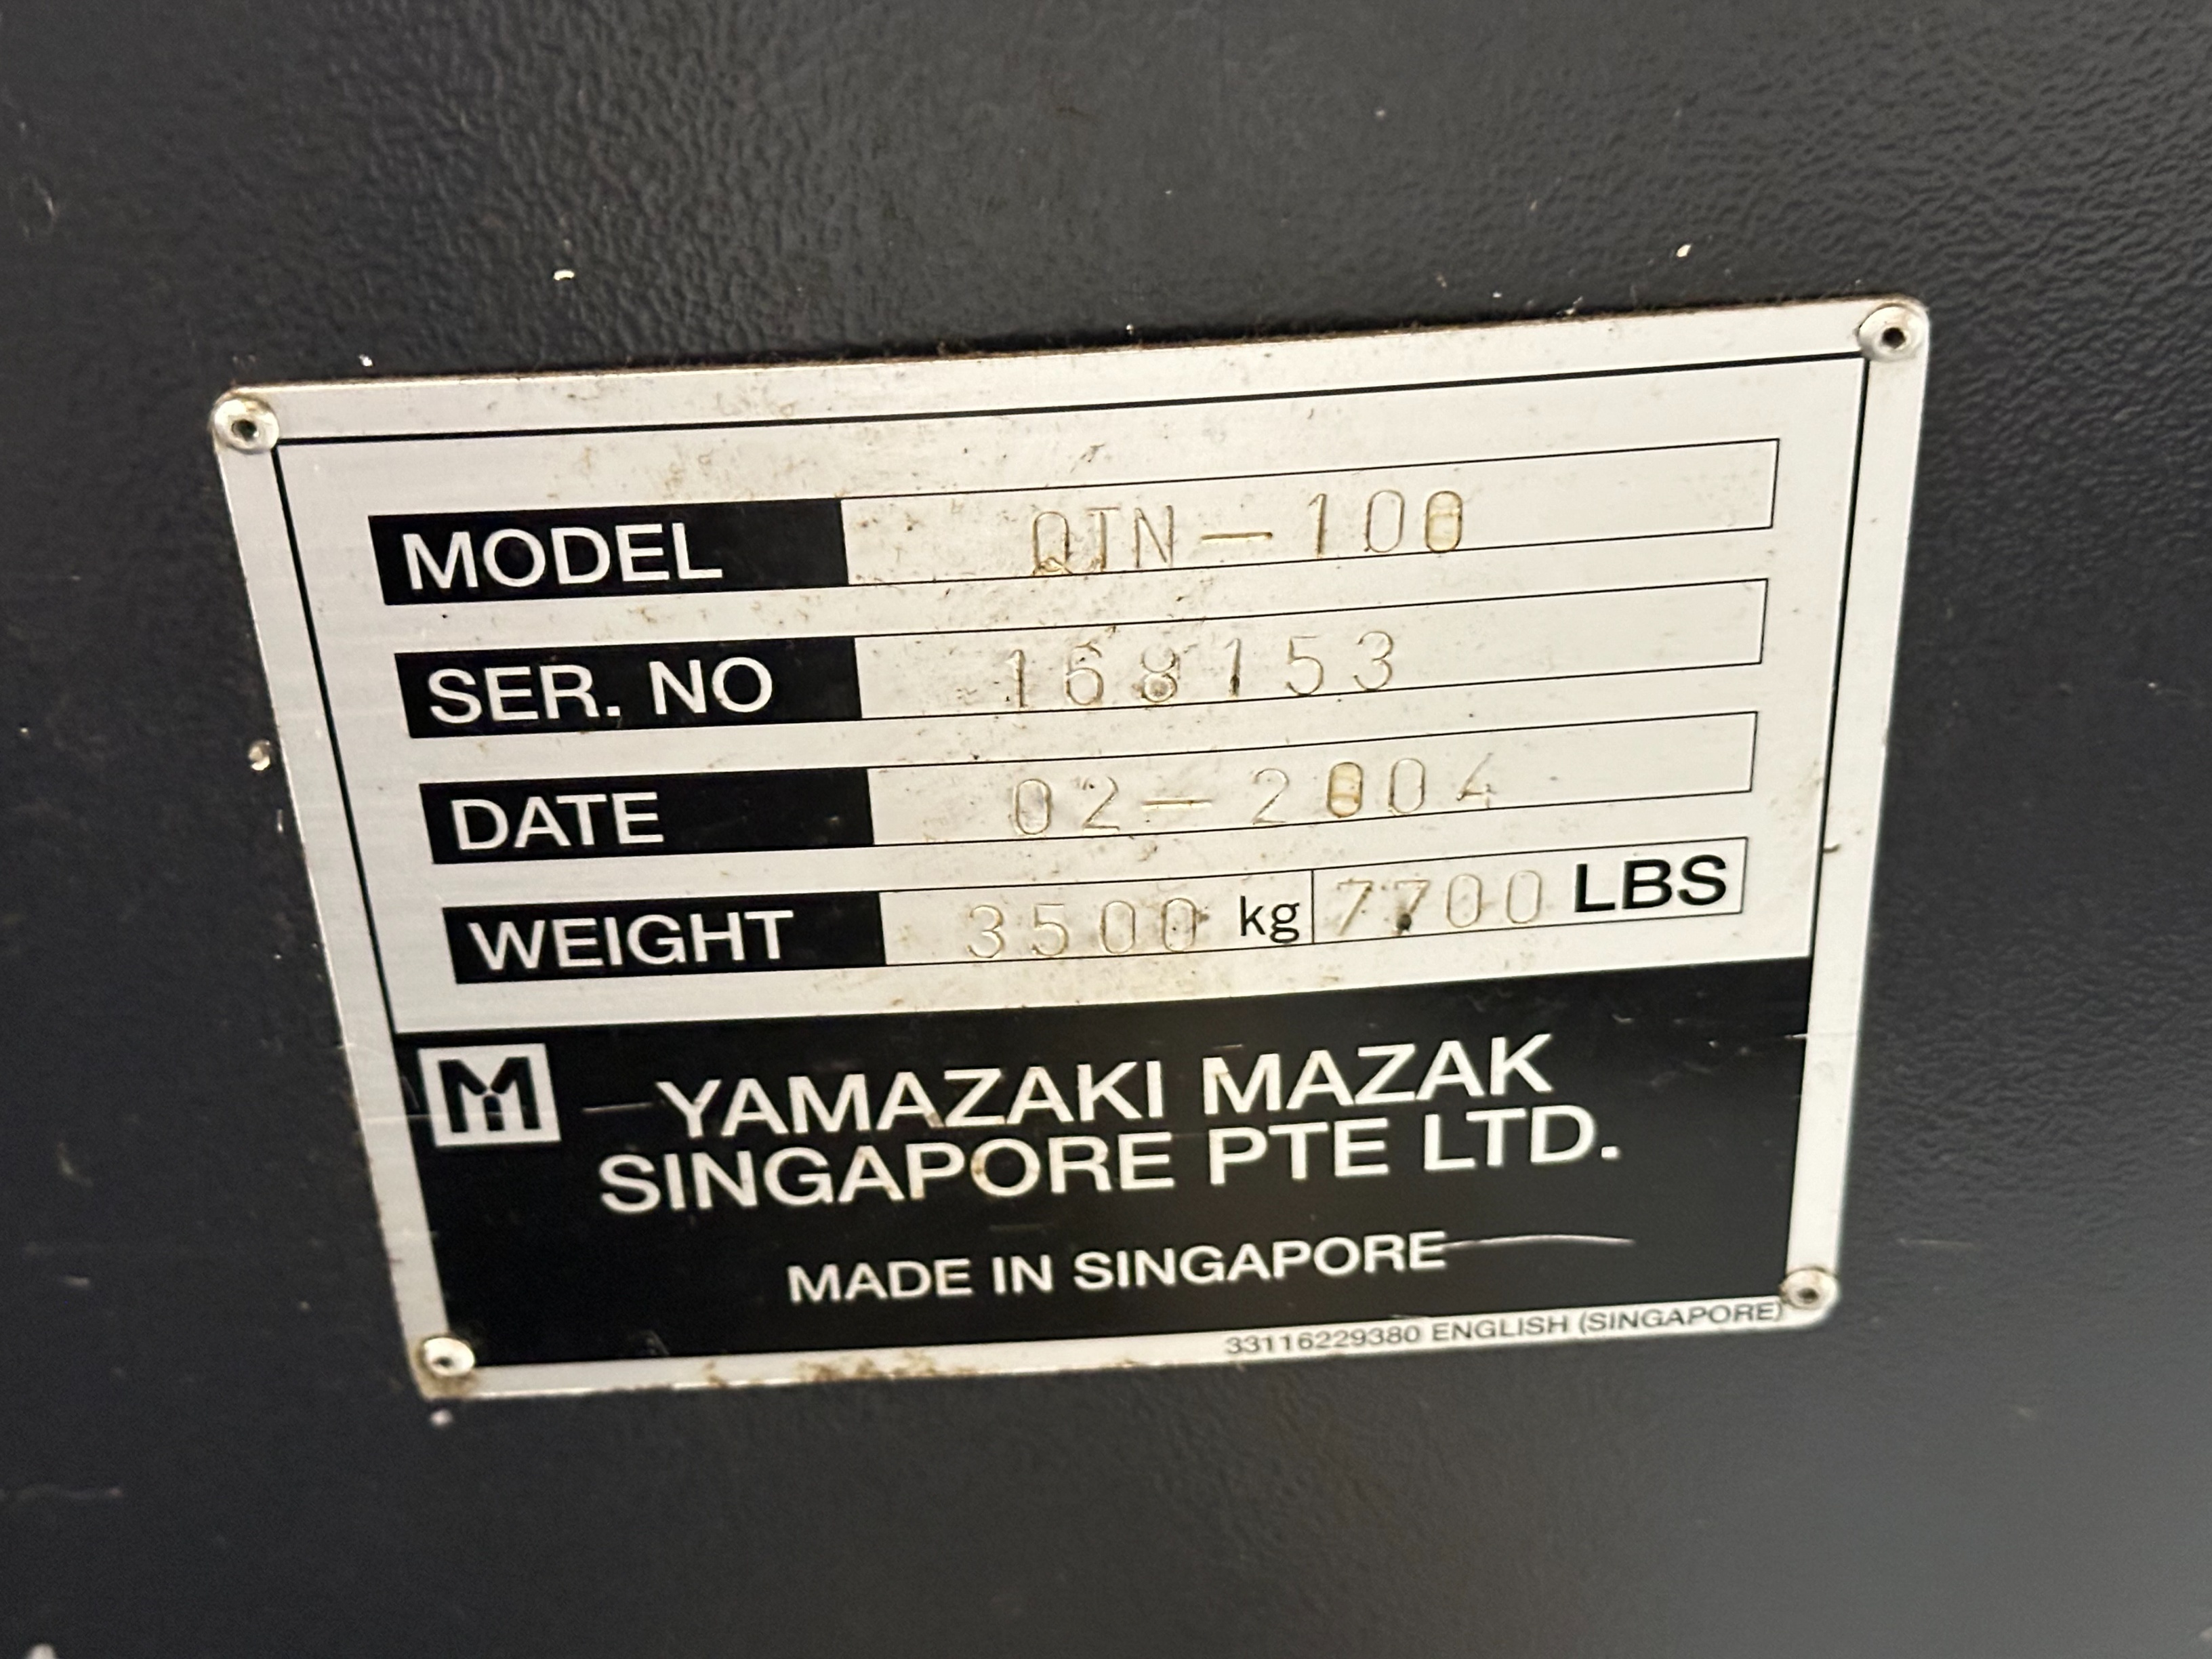 MODEL QTN-100
SER. NO 168153
DATE 02-2004
WEIGHT 3500 kg 7700 LBS
YAMAZAKI MAZAK
SINGAPORE PTE LTD.
MADE IN SINGAPORE
33116229380 ENGLISH (SINGAPORE)